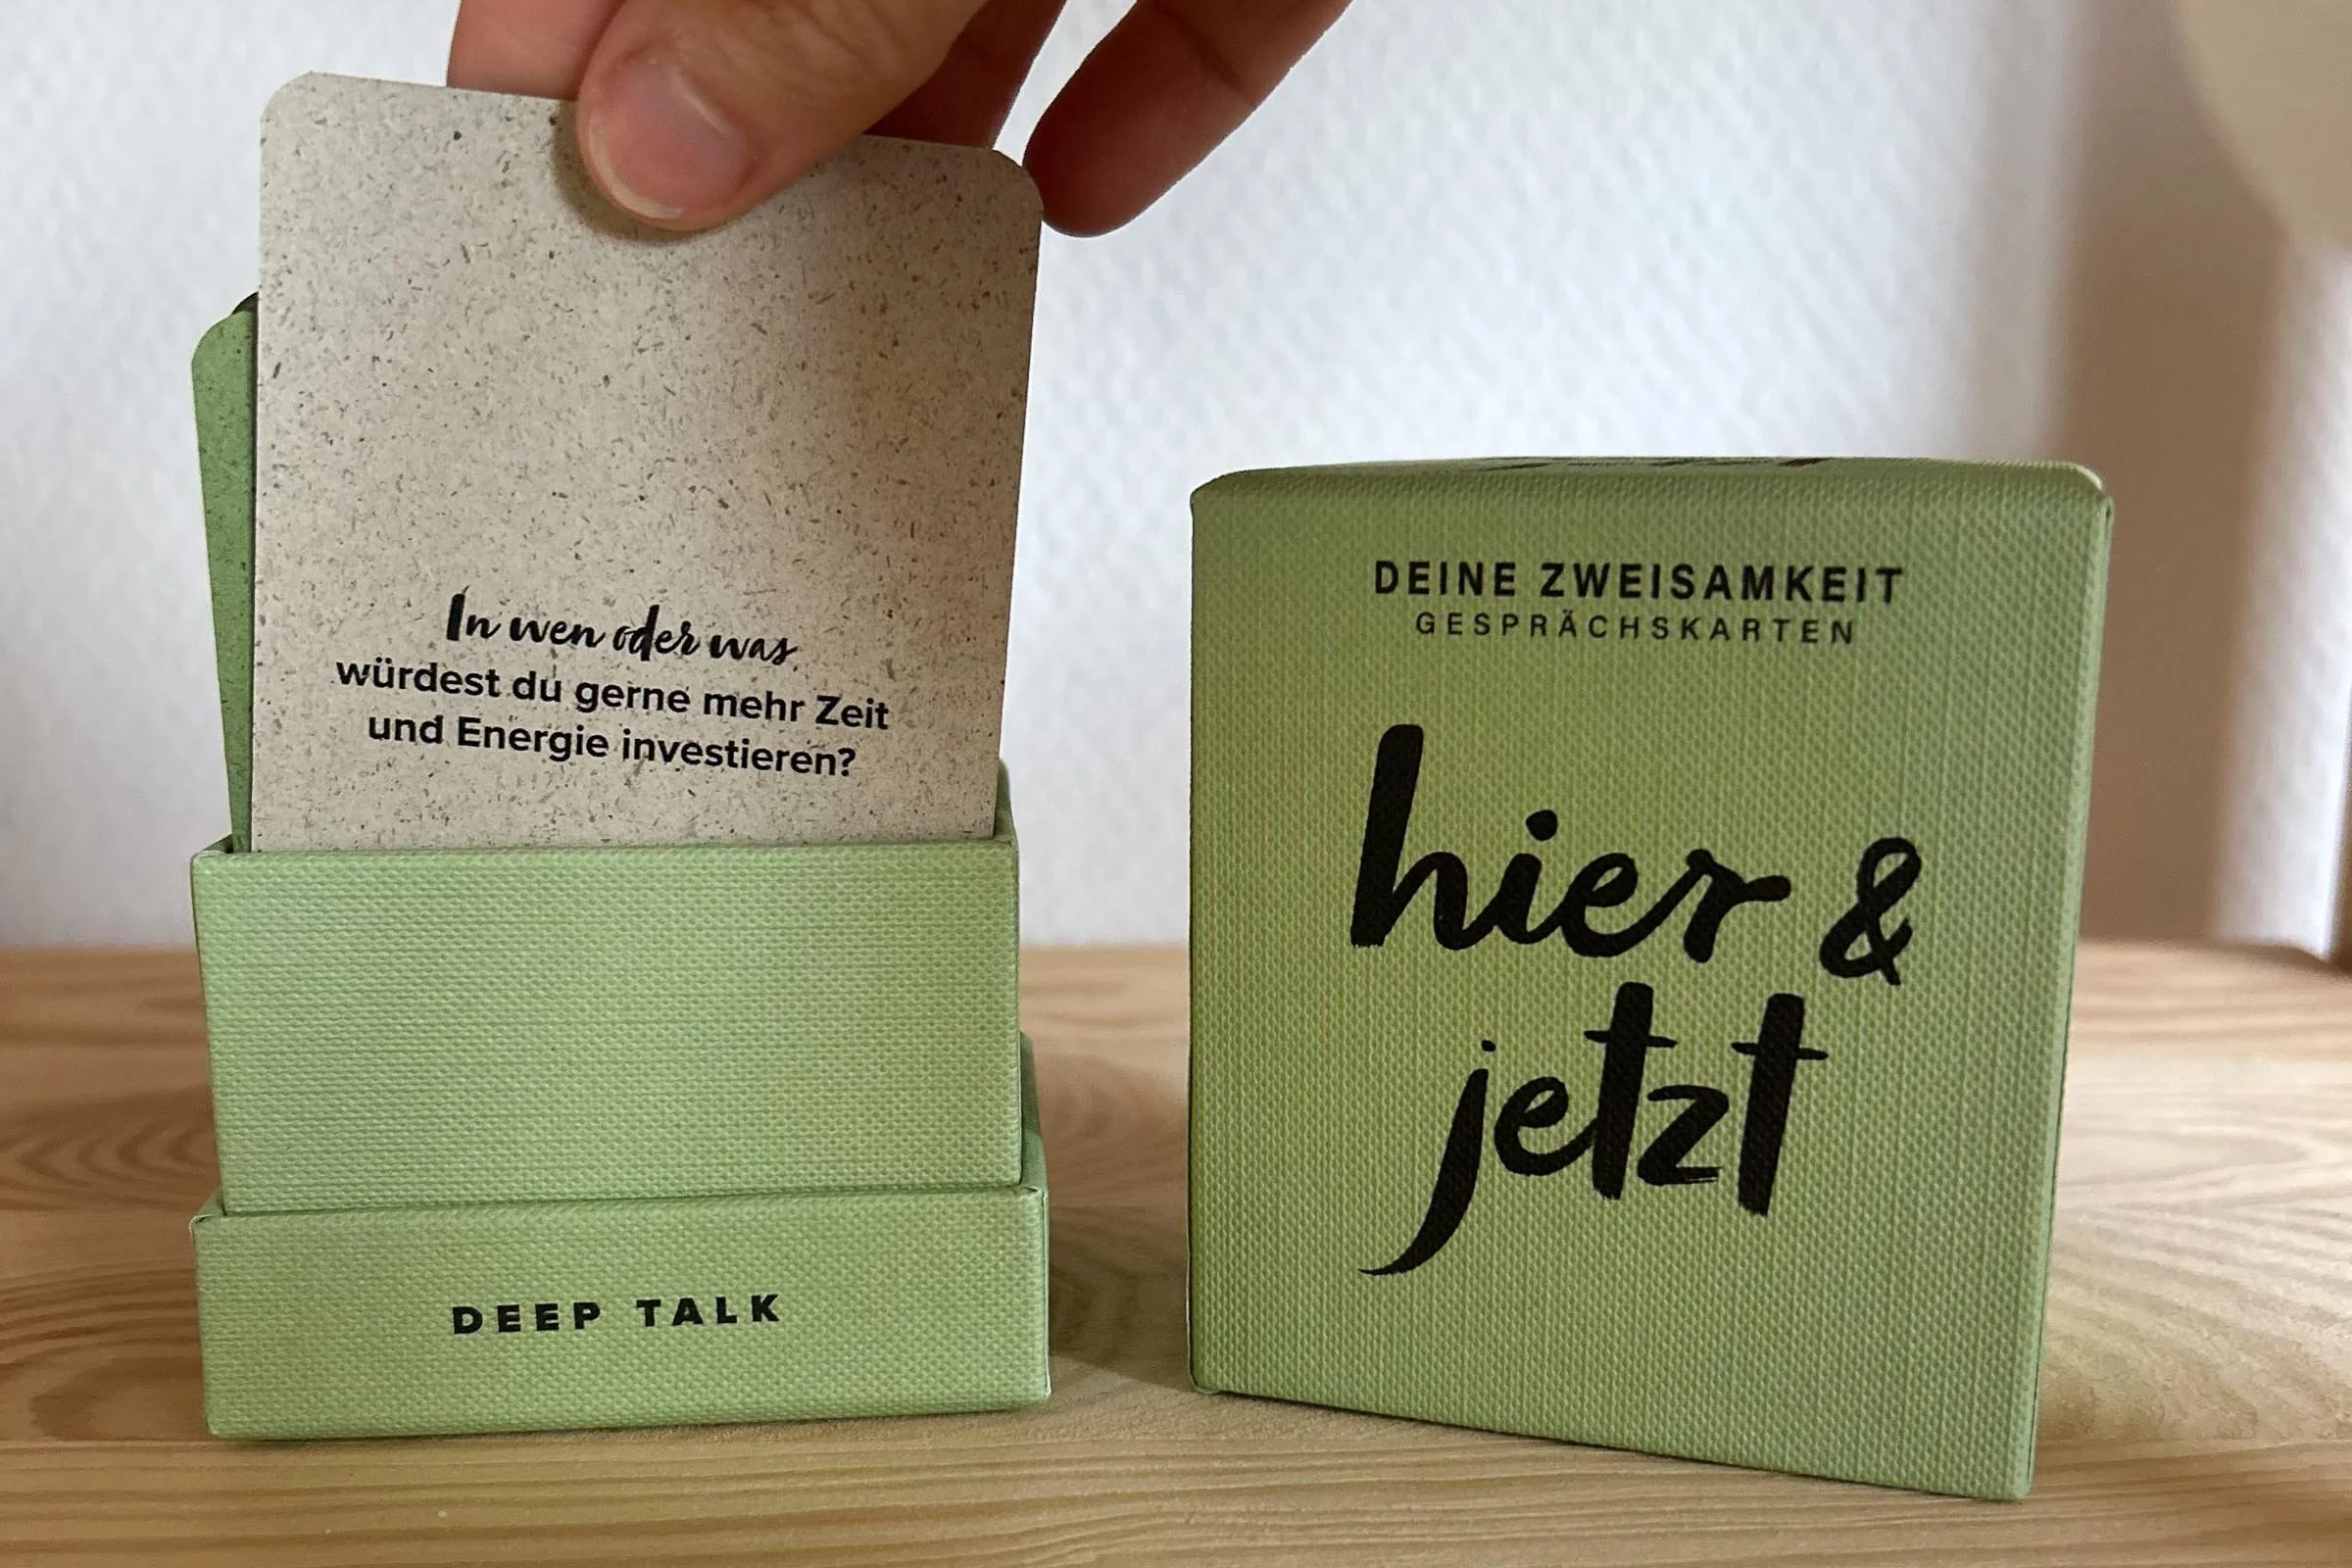 In wen oder was
würdest du gerne mehr Zeit
und Energie investieren?
DEEP TALK
DEINE ZWEISAMKEIT
GESPRÄCHSKARTEN
hier &
jetzt